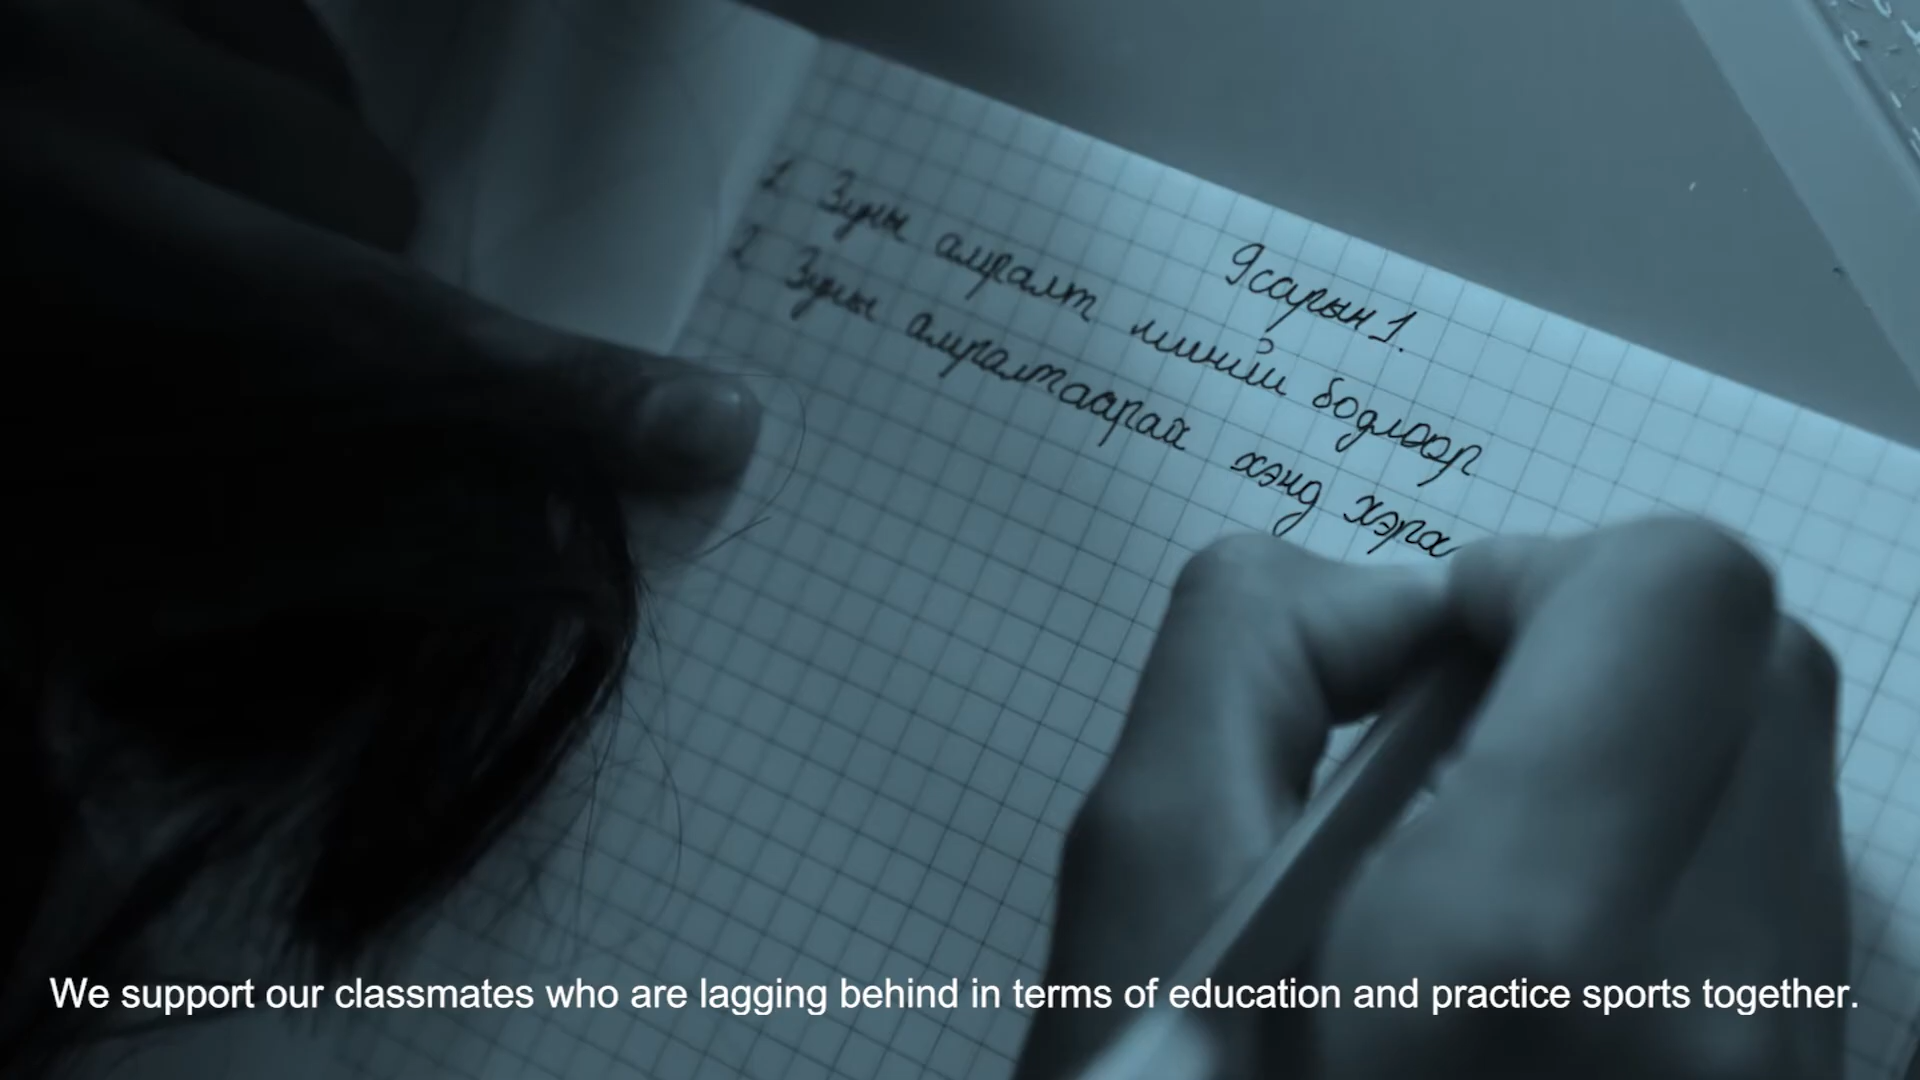 9 сарын 1.
1 Зуны амралт миний бодлоор
2 Зуны амралтаараа хэнд хэрэг
We support our classmates who are lagging behind in terms of education and practice sports together.